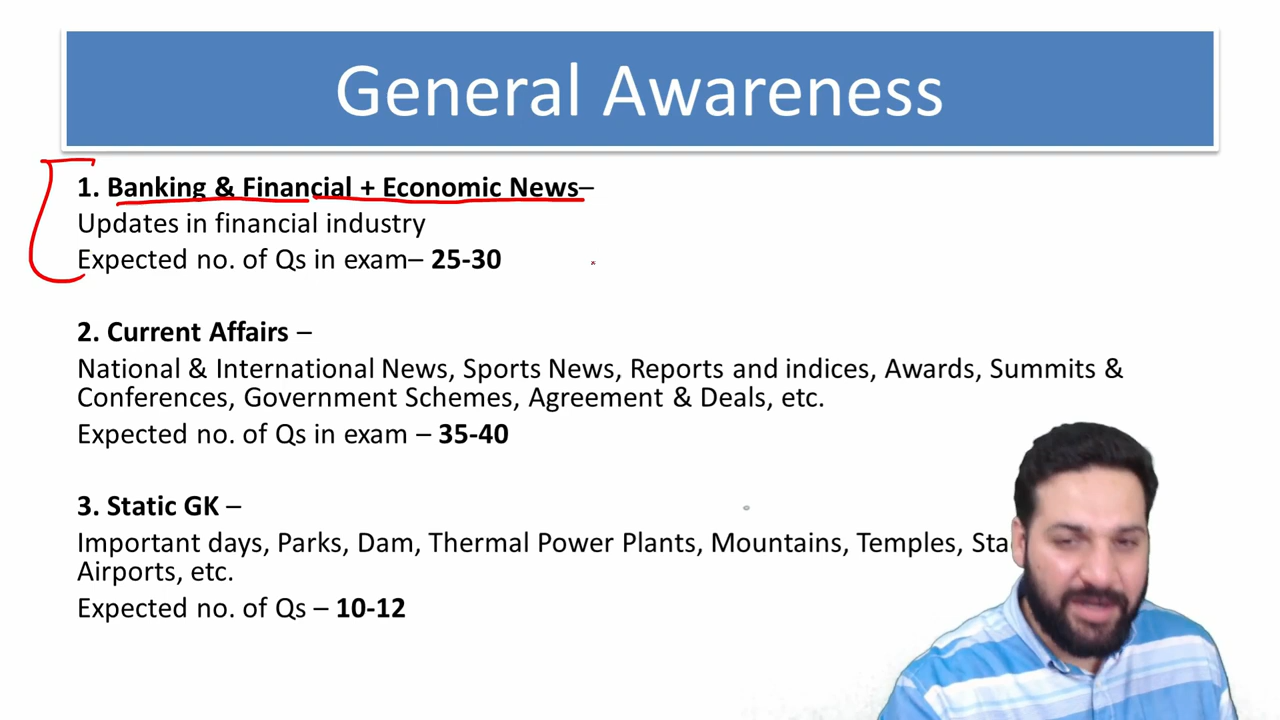 General Awareness
1. Banking & Financial + Economic News–
Updates in financial industry
Expected no. of Qs in exam– 25-30
2. Current Affairs –
National & International News, Sports News, Reports and indices, Awards, Summits &
Conferences, Government Schemes, Agreement & Deals, etc.
Expected no. of Qs in exam – 35-40
3. Static GK –
Important days, Parks, Dam, Thermal Power Plants, Mountains, Temples,
Airports, etc.
Expected no. of Qs – 10-12